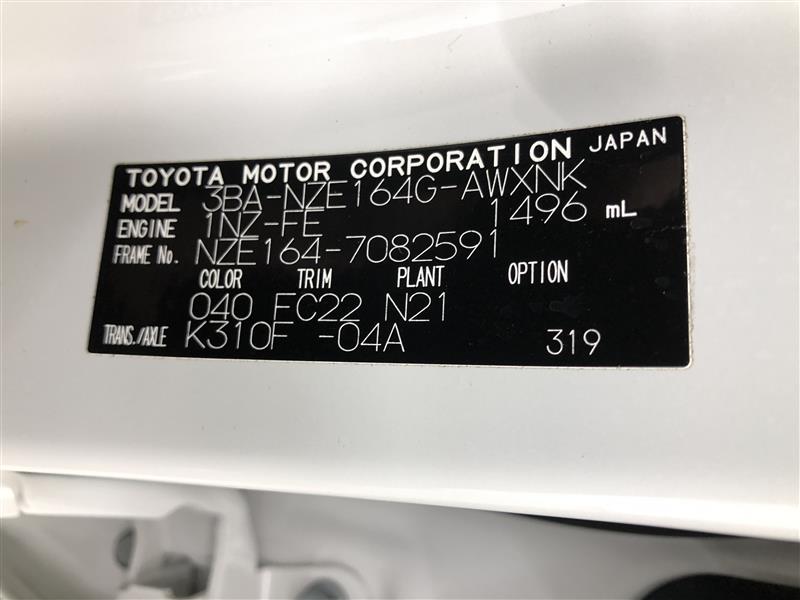 TOYOTA MOTOR CORPORATION JAPAN
MODEL 3BA-NZE164G-AWXNK
ENGINE 1NZ-FE 1496 mL
FRAME No. NZE164-7082591
COLOR TRIM PLANT OPTION
040 FC22 N21
TRANS./AXLE K310F -04A 319